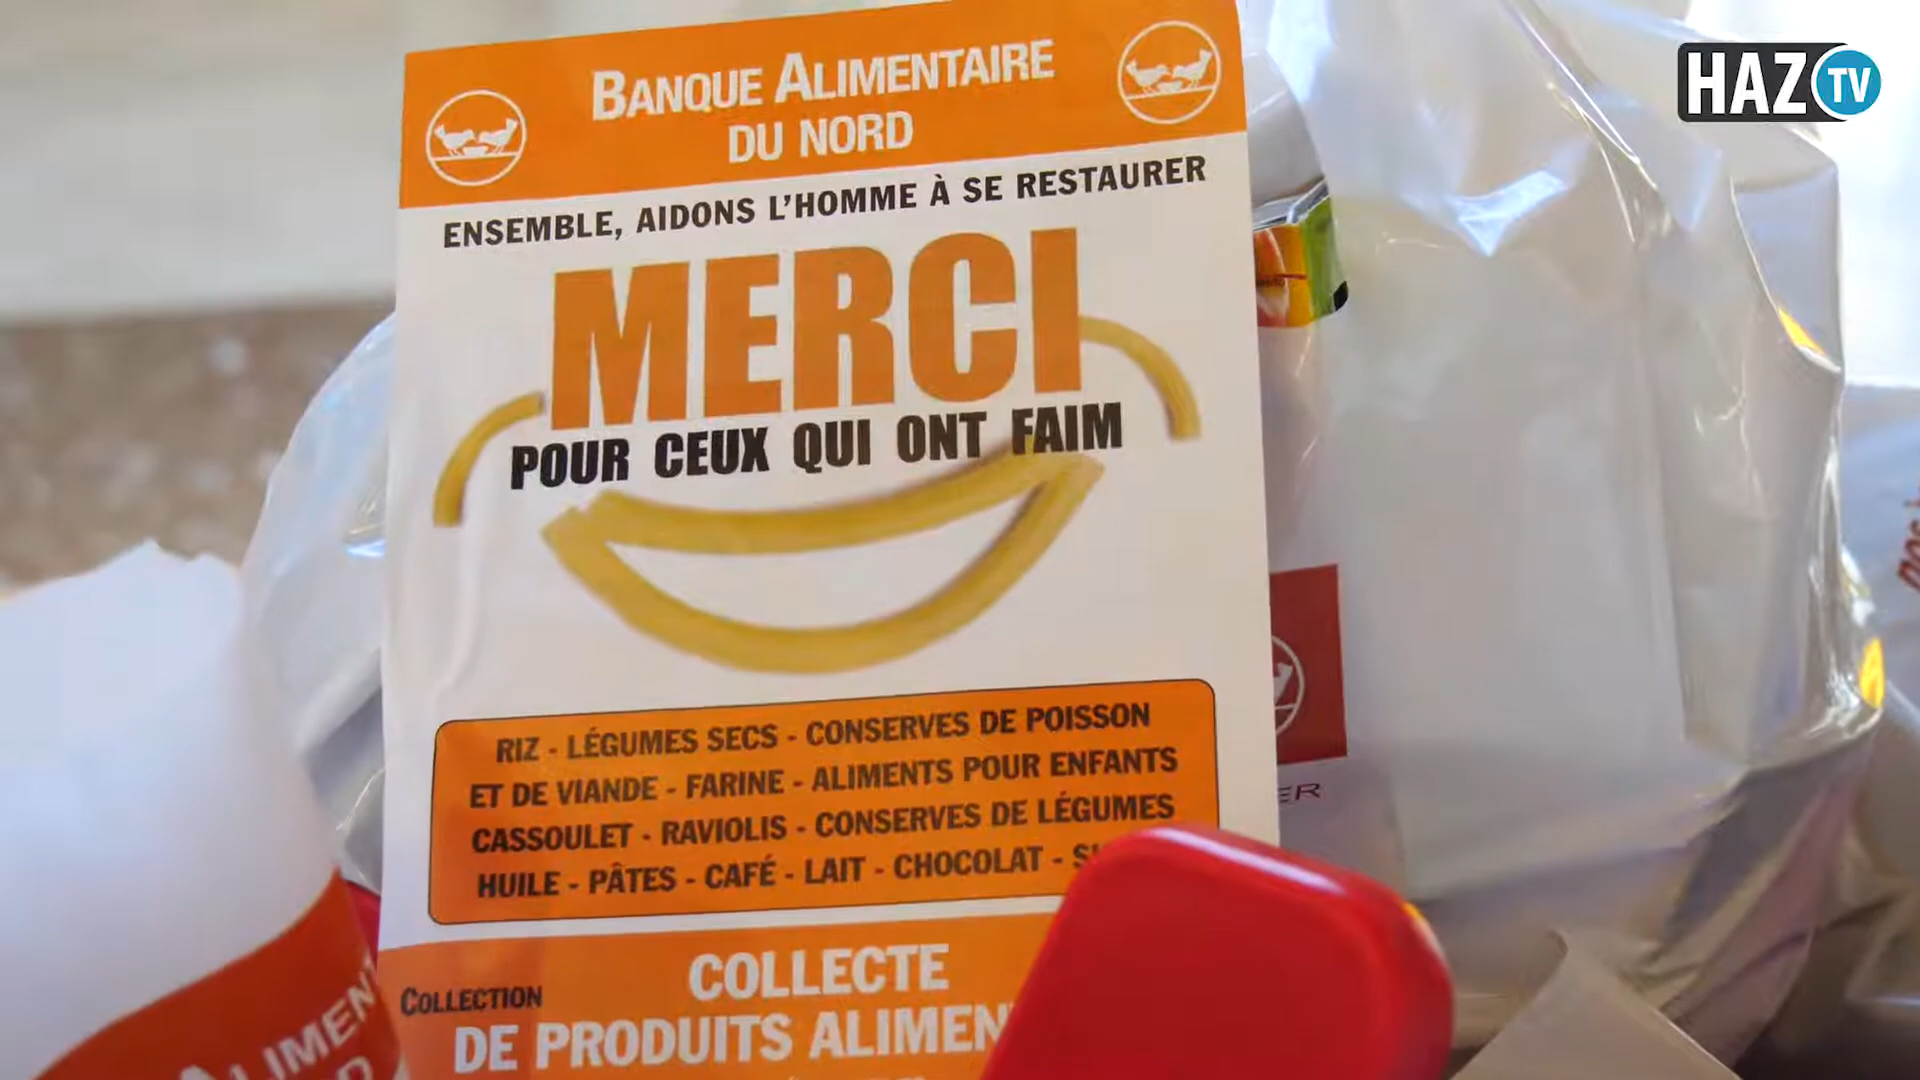 HAZ TV
BANQUE ALIMENTAIRE
DU NORD
ENSEMBLE, AIDONS L'HOMME À SE RESTAURER
MERCI
POUR CEUX QUI ONT FAIM
RIZ - LÉGUMES SECS - CONSERVES DE POISSON
ET DE VIANDE - FARINE - ALIMENTS POUR ENFANTS
CASSOULET - RAVIOLIS - CONSERVES DE LÉGUMES
HUILE - PÂTES - CAFÉ - LAIT - CHOCOLAT -
COLLECTION
COLLECTE
DE PRODUITS